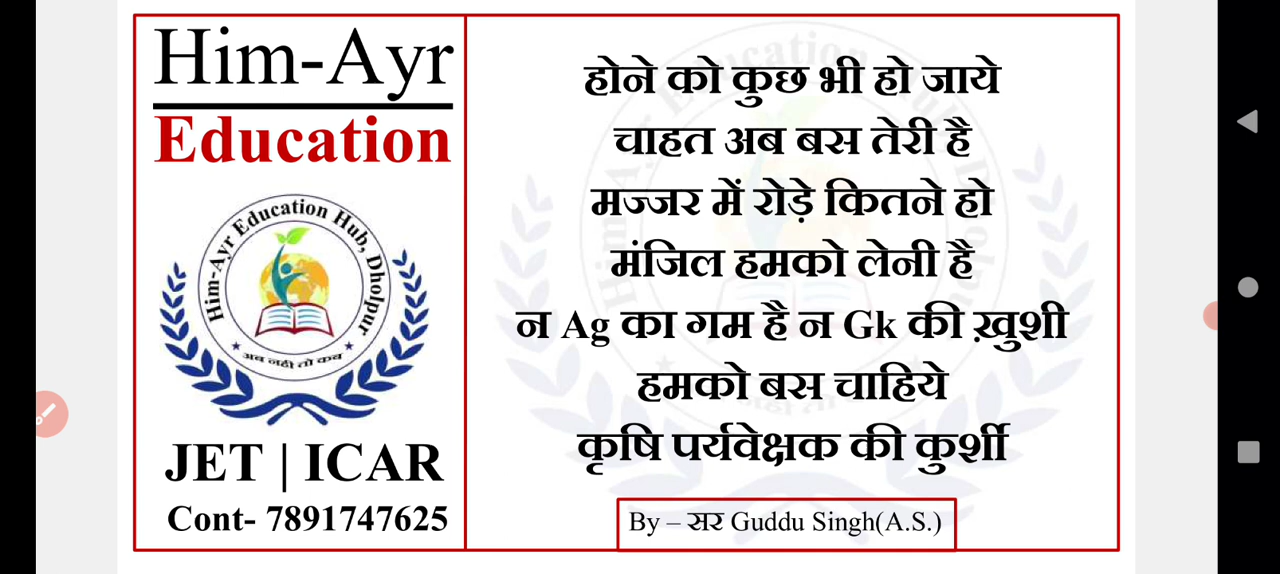 Him-Ayr
Education
Him-Ayr Education Hub, Dholpur
अब नहीं तो कब
JET | ICAR
Cont- 7891747625
होने को कुछ भी हो जाये
चाहत अब बस तेरी है
मज्जर में रोड़े कितने हो
मंजिल हमको लेनी है
न Ag का गम है न Gk की ख़ुशी
हमको बस चाहिये
कृषि पर्यवेक्षक की कुर्शी
By – सर Guddu Singh(A.S.)